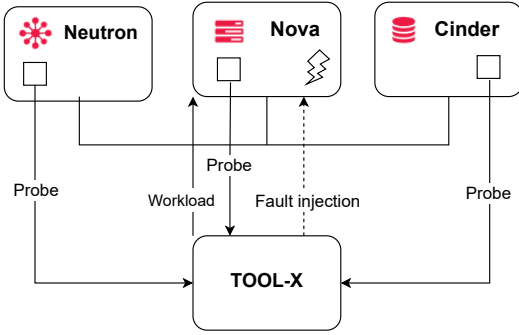 Neutron
Nova
Cinder
Probe
Probe
Probe
Workload
Fault injection
TOOL-X